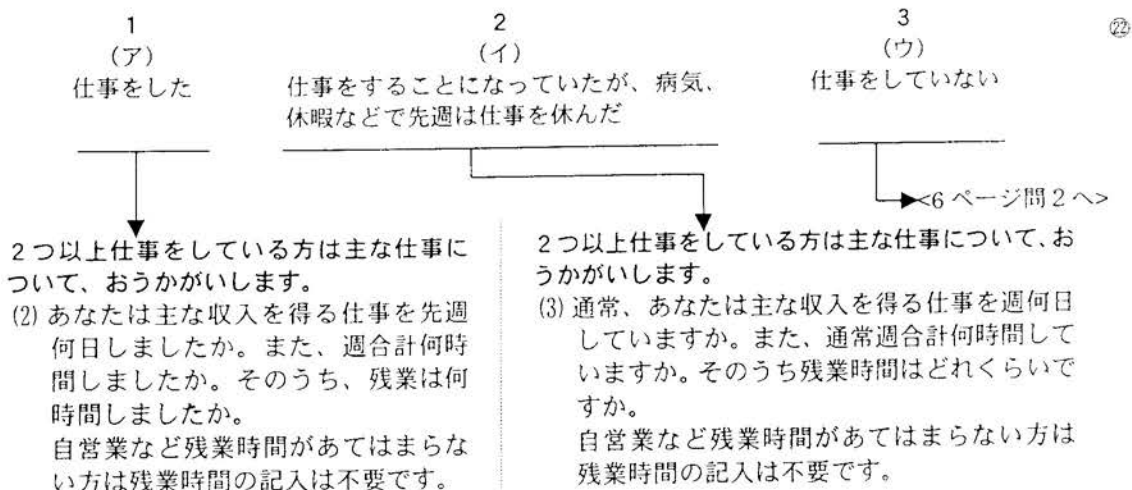 1
(ア)
仕事をした
2
(イ)
仕事をすることになっていたが、病気、
休暇などで先週は仕事を休んだ
3
(ウ)
仕事をしていない
㉒
<6ページ問2へ>
2つ以上仕事をしている方は主な仕事に
ついて、おうかがいします。
(2) あなたは主な収入を得る仕事を先週
何日しましたか。また、週合計何時
間しましたか。そのうち、残業は何
時間しましたか。
自営業など残業時間があてはまらな
い方は残業時間の記入は不要です。
2つ以上仕事をしている方は主な仕事について、お
うかがいします。
(3) 通常、あなたは主な収入を得る仕事を週何日
していますか。また、通常週合計何時間して
いますか。そのうち残業時間はどれくらいで
すか。
自営業など残業時間があてはまらない方は
残業時間の記入は不要です。